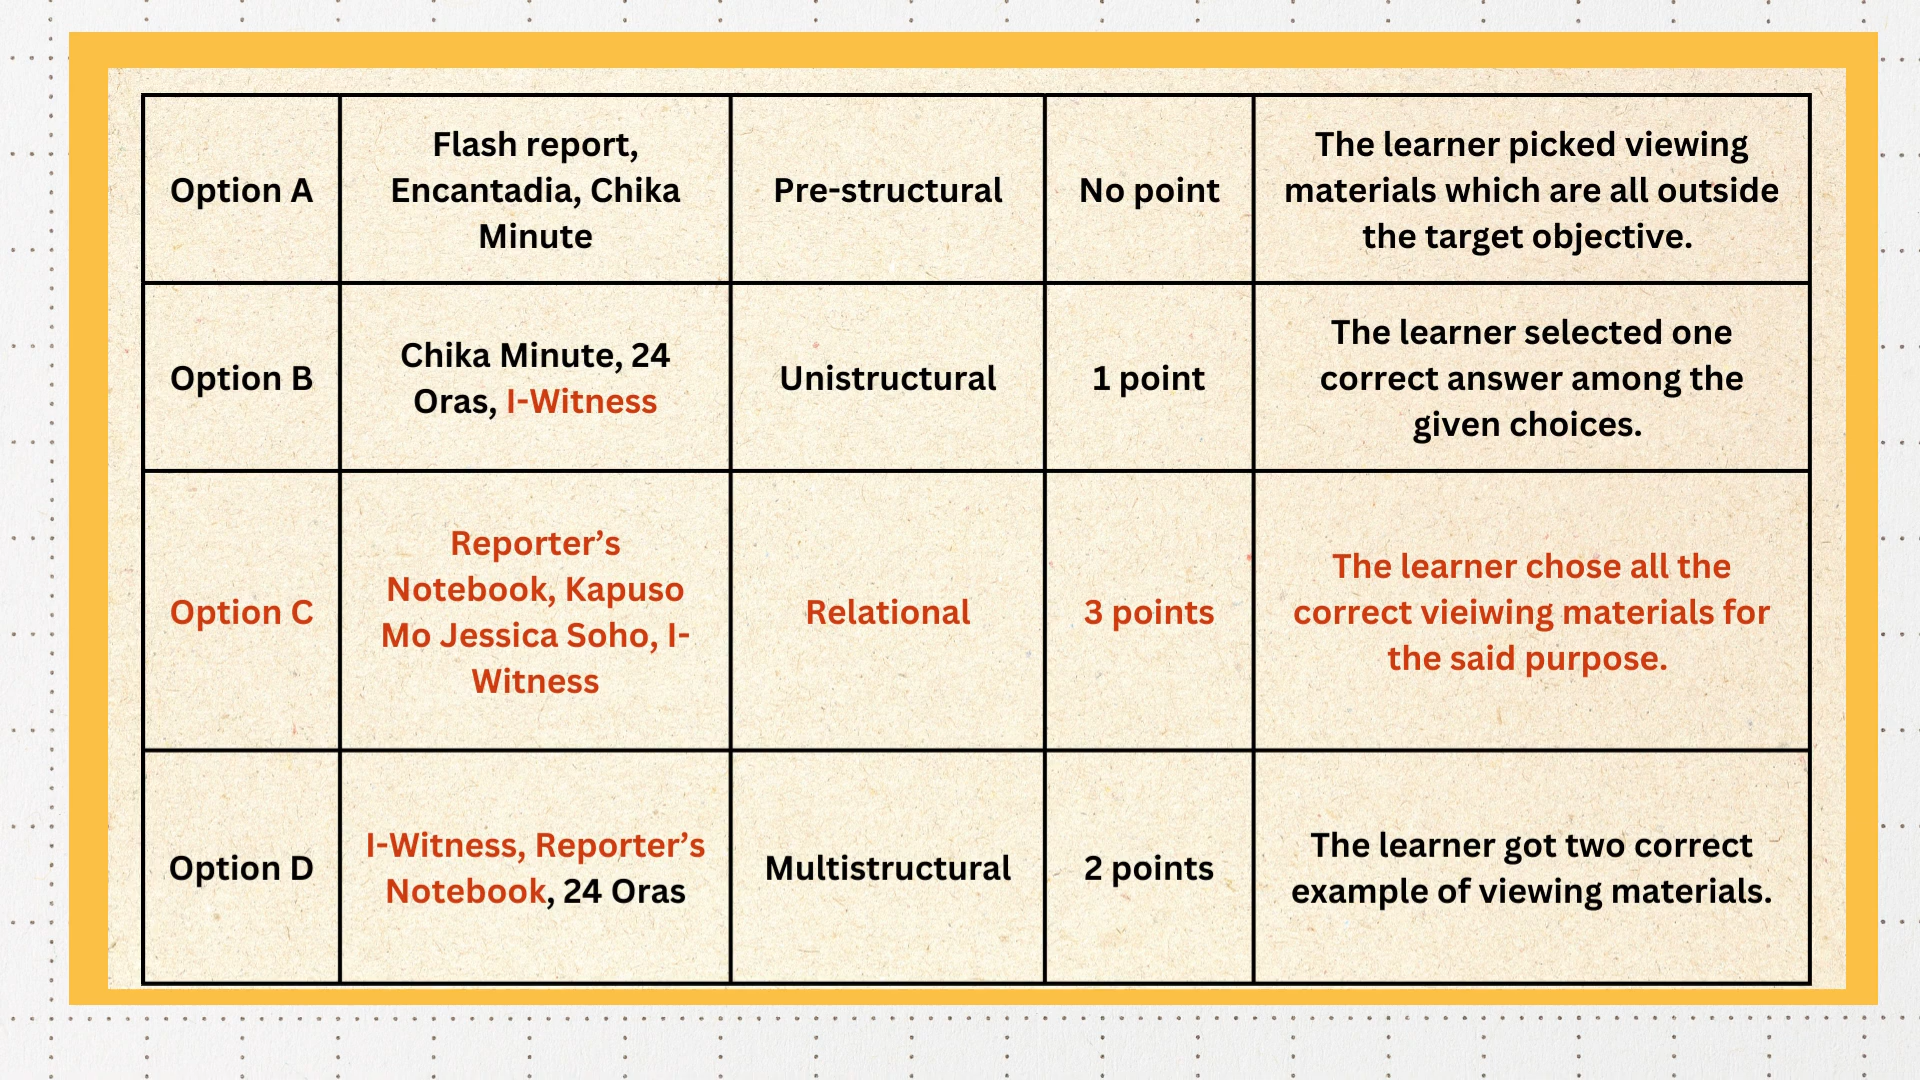 Option A
Flash report,
Encantadia, Chika
Minute
Pre-structural
No point
The learner picked viewing
materials which are all outside
the target objective.
Option B
Chika Minute, 24
Oras, I-Witness
Unistructural
1 point
The learner selected one
correct answer among the
given choices.
Option C
Reporter’s
Notebook, Kapuso
Mo Jessica Soho, I-
Witness
Relational
3 points
The learner chose all the
correct vieiwing materials for
the said purpose.
Option D
I-Witness, Reporter’s
Notebook, 24 Oras
Multistructural
2 points
The learner got two correct
example of viewing materials.